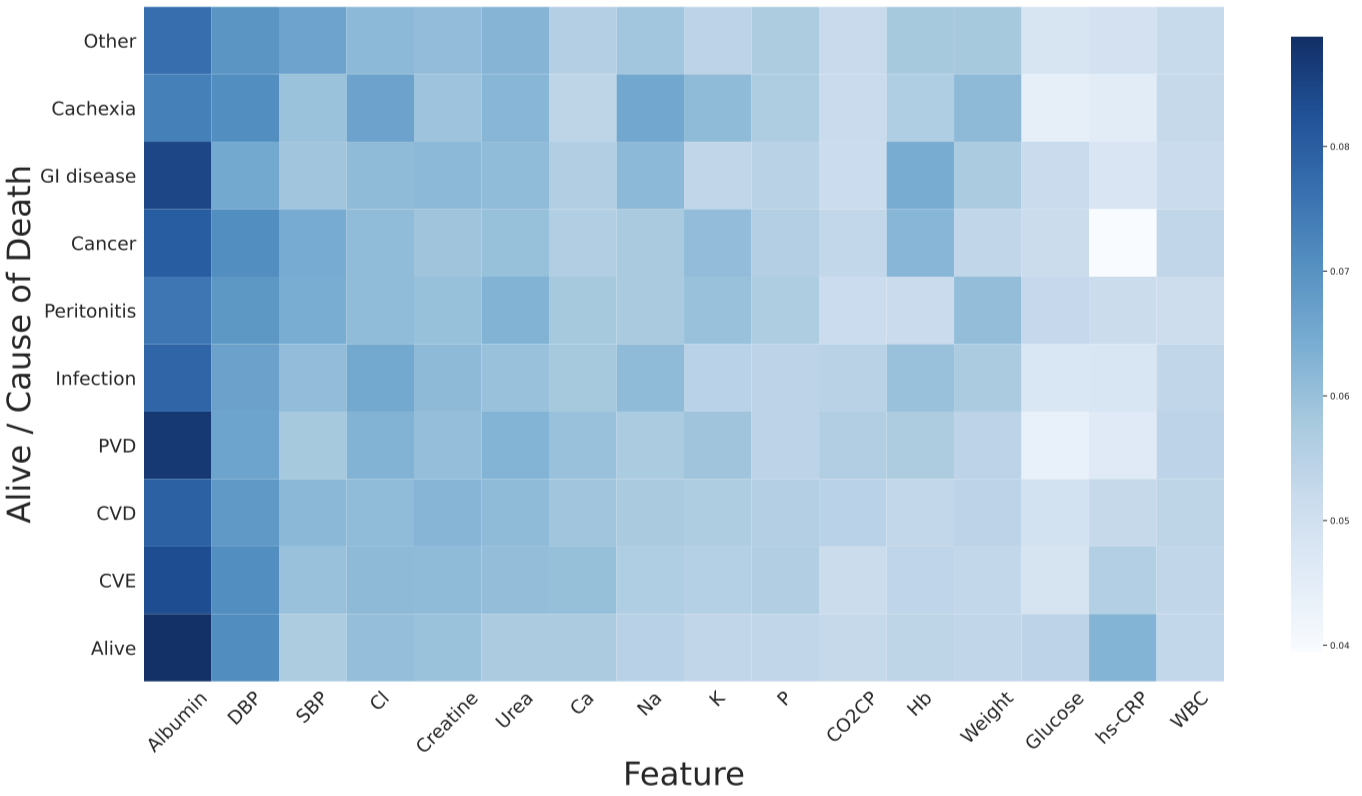 Alive / Cause of Death
Other
Cachexia
GI disease
Cancer
Peritonitis
Infection
PVD
CVD
CVE
Alive
Albumin
DBP
SBP
Cl
Creatine
Urea
Ca
Na
K
P
CO2CP
Hb
Weight
Glucose
hs-CRP
WBC
Feature
0.08
0.07
0.06
0.05
0.04